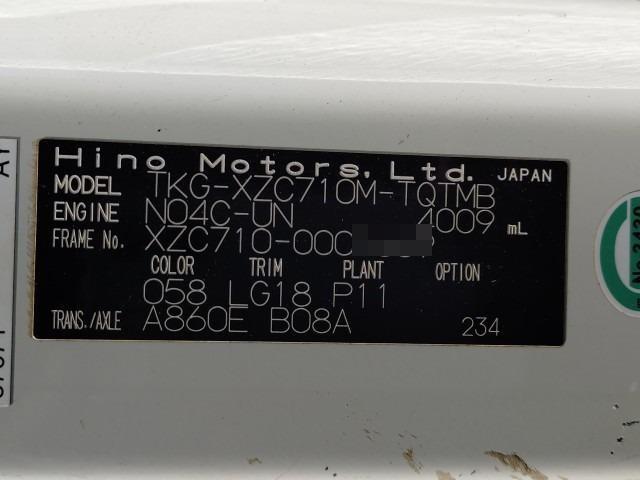 Hino Motors, Ltd. JAPAN
MODEL TKG-XZC710M-TQTMB
ENGINE N04C-UN 4009 mL
FRAME No. XZC710-000
COLOR TRIM PLANT OPTION
058 LG18 P11
TRANS./AXLE A860E B08A 234